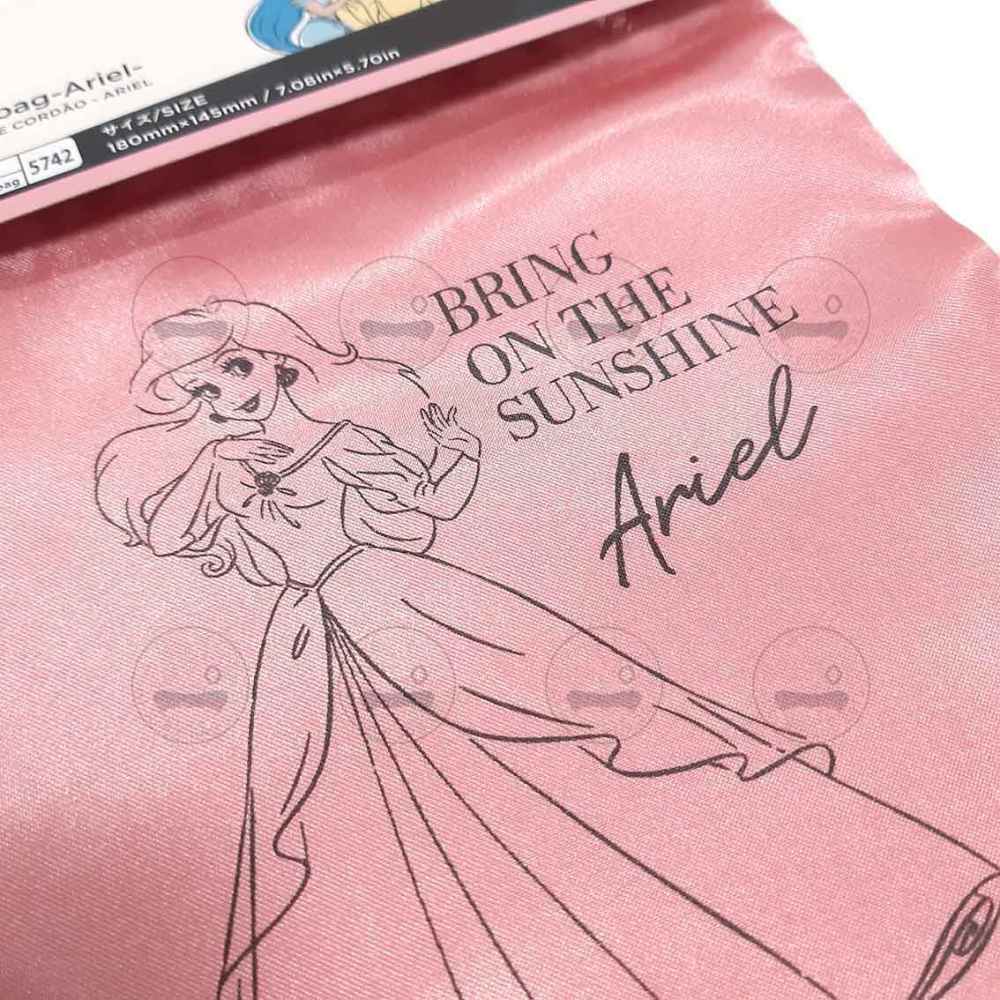 bag-Ariel-
E CORDÃO - ARIEL
サイズ/SIZE
180mm×145mm / 7.08in×5.70in
bag
5742
BRING
ON THE
SUNSHINE
Ariel